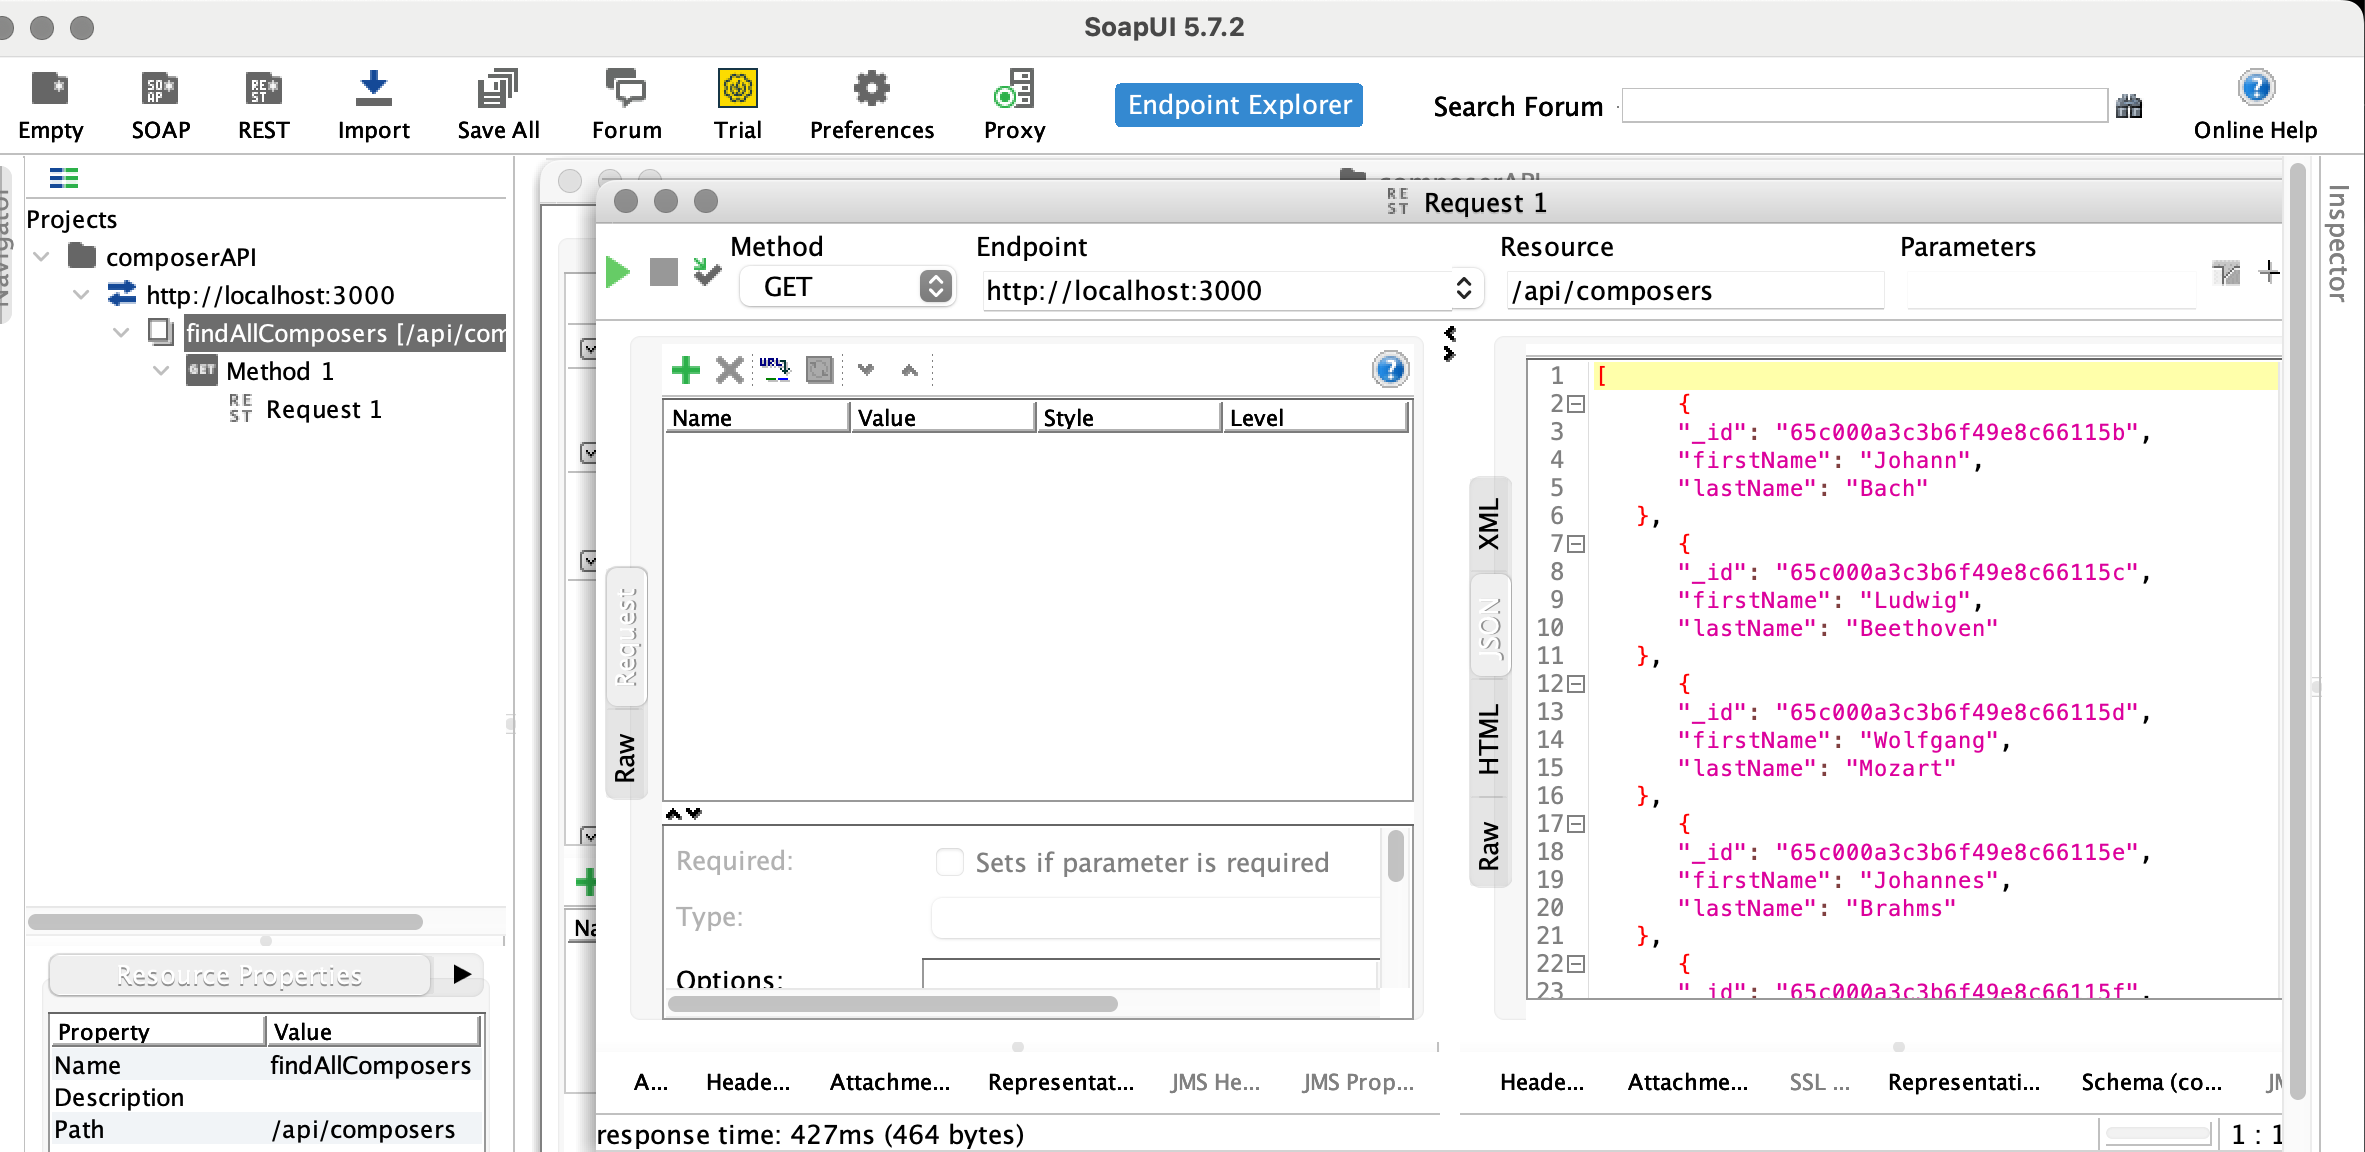 SoapUI 5.7.2
Empty
SOAP
REST
Import
Save All
Forum
Trial
Preferences
Proxy
Endpoint Explorer
Search Forum
Online Help
Navigator
Projects
composerAPI
http://localhost:3000
findAllComposers [/api/com
GET Method 1
REST Request 1
Resource Properties
Property Value
Name findAllComposers
Description
Path /api/composers
composerAPI
REST Request 1
Method
GET
Endpoint
http://localhost:3000
Resource
/api/composers
Parameters
Request
Raw
Name Value Style Level
Required: Sets if parameter is required
Type:
Options:
Na
A...
Heade...
Attachme...
Representat...
JMS He...
JMS Prop...
XML
JSON
HTML
Raw
1 [
2 {
3 "_id": "65c000a3c3b6f49e8c66115b",
4 "firstName": "Johann",
5 "lastName": "Bach"
6 },
7 {
8 "_id": "65c000a3c3b6f49e8c66115c",
9 "firstName": "Ludwig",
10 "lastName": "Beethoven"
11 },
12 {
13 "_id": "65c000a3c3b6f49e8c66115d",
14 "firstName": "Wolfgang",
15 "lastName": "Mozart"
16 },
17 {
18 "_id": "65c000a3c3b6f49e8c66115e",
19 "firstName": "Johannes",
20 "lastName": "Brahms"
21 },
22 {
23 "_id": "65c000a3c3b6f49e8c66115f",
Heade...
Attachme...
SSL ...
Representati...
Schema (co...
JM
response time: 427ms (464 bytes)
1 : 1
Inspector